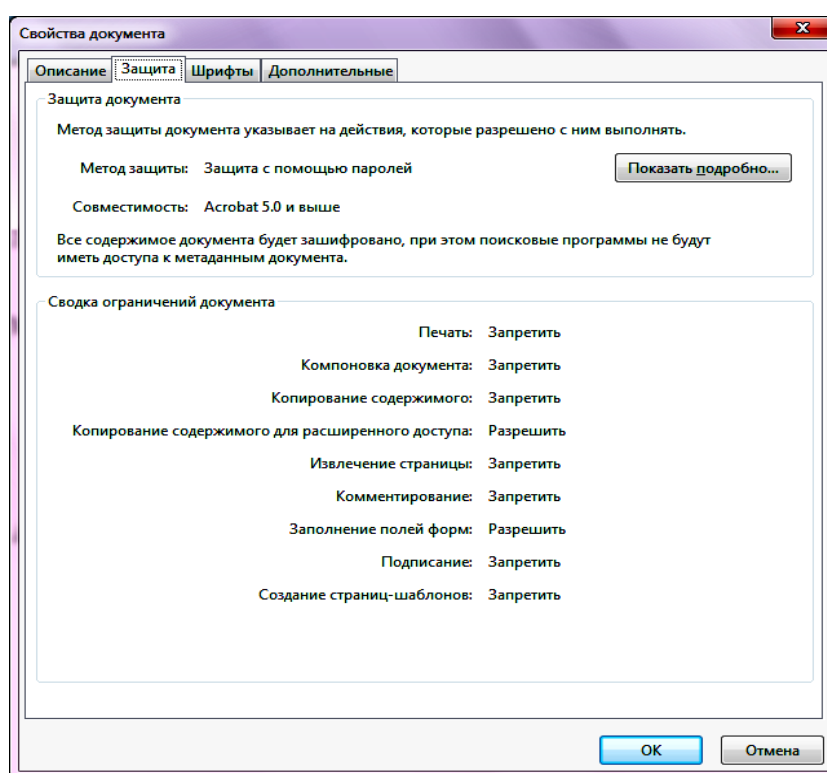 Свойства документа
Описание Защита Шрифты Дополнительные
Защита документа
Метод защиты документа указывает на действия, которые разрешено с ним выполнять.
Метод защиты: Защита с помощью паролей Показать подробно...
Совместимость: Acrobat 5.0 и выше
Все содержимое документа будет зашифровано, при этом поисковые программы не будут
иметь доступа к метаданным документа.
Сводка ограничений документа
Печать: Запретить
Компоновка документа: Запретить
Копирование содержимого: Запретить
Копирование содержимого для расширенного доступа: Разрешить
Извлечение страницы: Запретить
Комментирование: Запретить
Заполнение полей форм: Разрешить
Подписание: Запретить
Создание страниц-шаблонов: Запретить
ОК Отмена